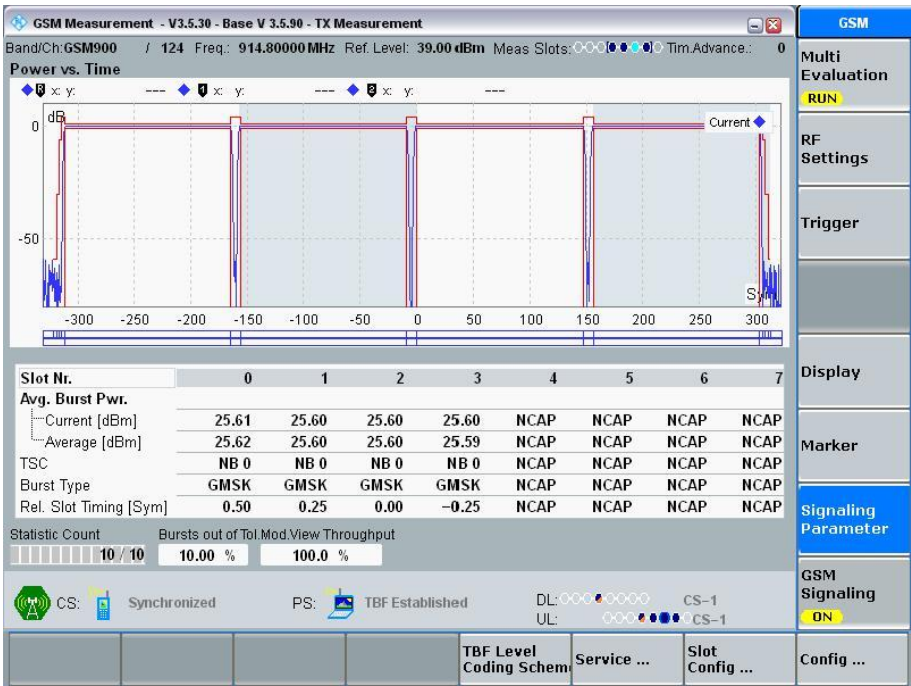 GSM Measurement - V3.5.30 - Base V 3.5.90 - TX Measurement
GSM
Band/Ch: GSM900 / 124 Freq.: 914.80000 MHz Ref. Level: 39.00 dBm Meas Slots: Tim.Advance.: 0
Power vs. Time
R x: y: --- 1 x: y: --- 2 x: y: ---
dB
Current
0
-50
Sym
-300 -250 -200 -150 -100 -50 0 50 100 150 200 250 300
Slot Nr. 0 1 2 3 4 5 6 7
Avg. Burst Pwr.
Current [dBm] 25.61 25.60 25.60 25.60 NCAP NCAP NCAP NCAP
Average [dBm] 25.62 25.60 25.60 25.59 NCAP NCAP NCAP NCAP
TSC NB 0 NB 0 NB 0 NB 0 NCAP NCAP NCAP NCAP
Burst Type GMSK GMSK GMSK GMSK NCAP NCAP NCAP NCAP
Rel. Slot Timing [Sym] 0.50 0.25 0.00 -0.25 NCAP NCAP NCAP NCAP
Statistic Count Bursts out of Tol. Mod.View Throughput
10 / 10 10.00 % 100.0 %
CS: Synchronized PS: TBF Established DL: CS-1
UL: CS-1
Multi
Evaluation
RUN
RF
Settings
Trigger
Display
Marker
Signaling
Parameter
GSM
Signaling
ON
TBF Level
Coding Schem
Service ...
Slot
Config ...
Config ...